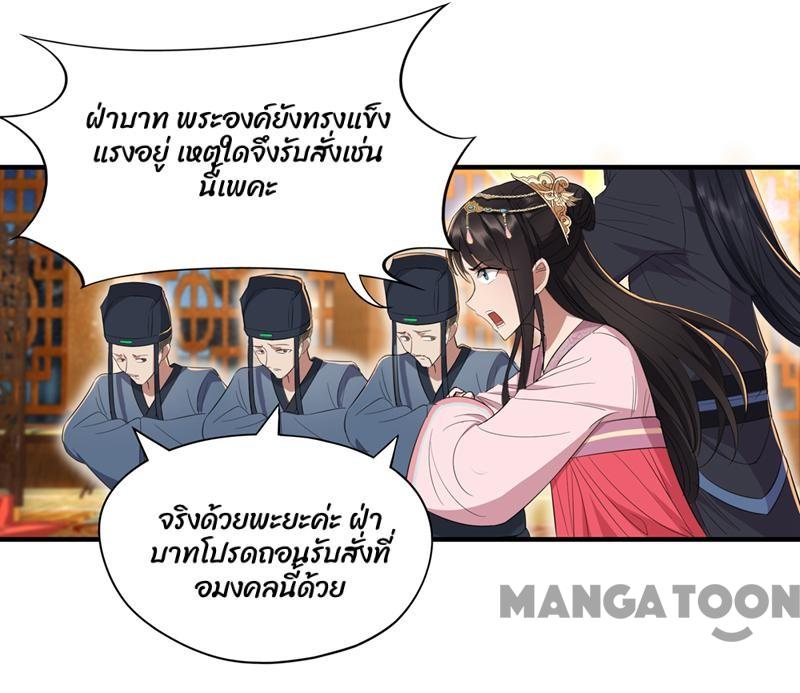 ฝ่าบาท พระองค์ยังทรงแข็ง
แรงอยู่ เหตุใดจึงรับสั่งเช่น
นี้เพคะ
จริงด้วยพะยะค่ะ ฝ่า
บาทโปรดถอนรับสั่งที่
อมงคลนี้ด้วย
MANGATOON